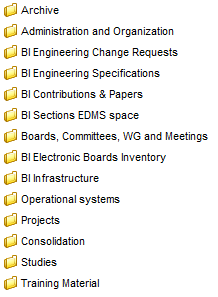 Archive
Administration and Organization
BI Engineering Change Requests
BI Engineering Specifications
BI Contributions & Papers
BI Sections EDMS space
Boards, Committees, WG and Meetings
BI Electronic Boards Inventory
BI Infrastructure
Operational systems
Projects
Consolidation
Studies
Training Material